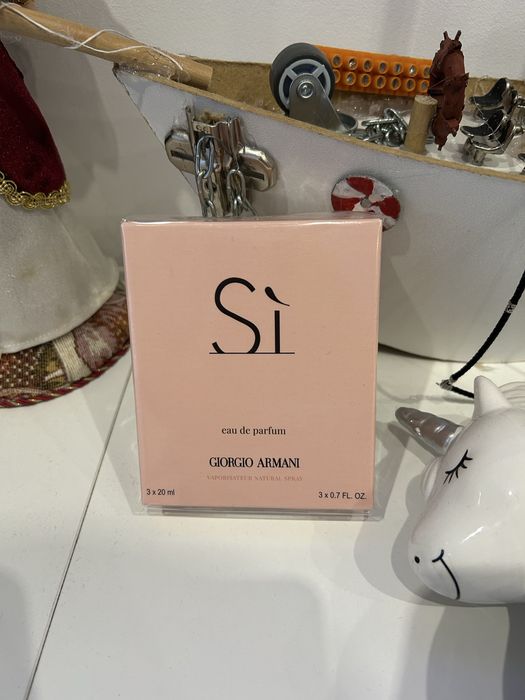 Sì
eau de parfum
GIORGIO ARMANI
VAPORISATEUR NATURAL SPRAY
3 x 20 ml
3 x 0.7 FL. OZ.